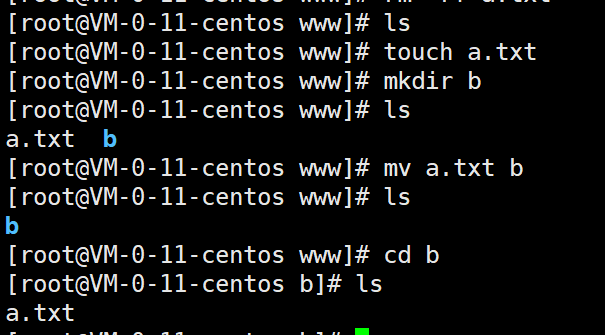 [root@VM-0-11-centos www]# ls
[root@VM-0-11-centos www]# touch a.txt
[root@VM-0-11-centos www]# mkdir b
[root@VM-0-11-centos www]# ls
a.txt  b
[root@VM-0-11-centos www]# mv a.txt b
[root@VM-0-11-centos www]# ls
b
[root@VM-0-11-centos www]# cd b
[root@VM-0-11-centos b]# ls
a.txt